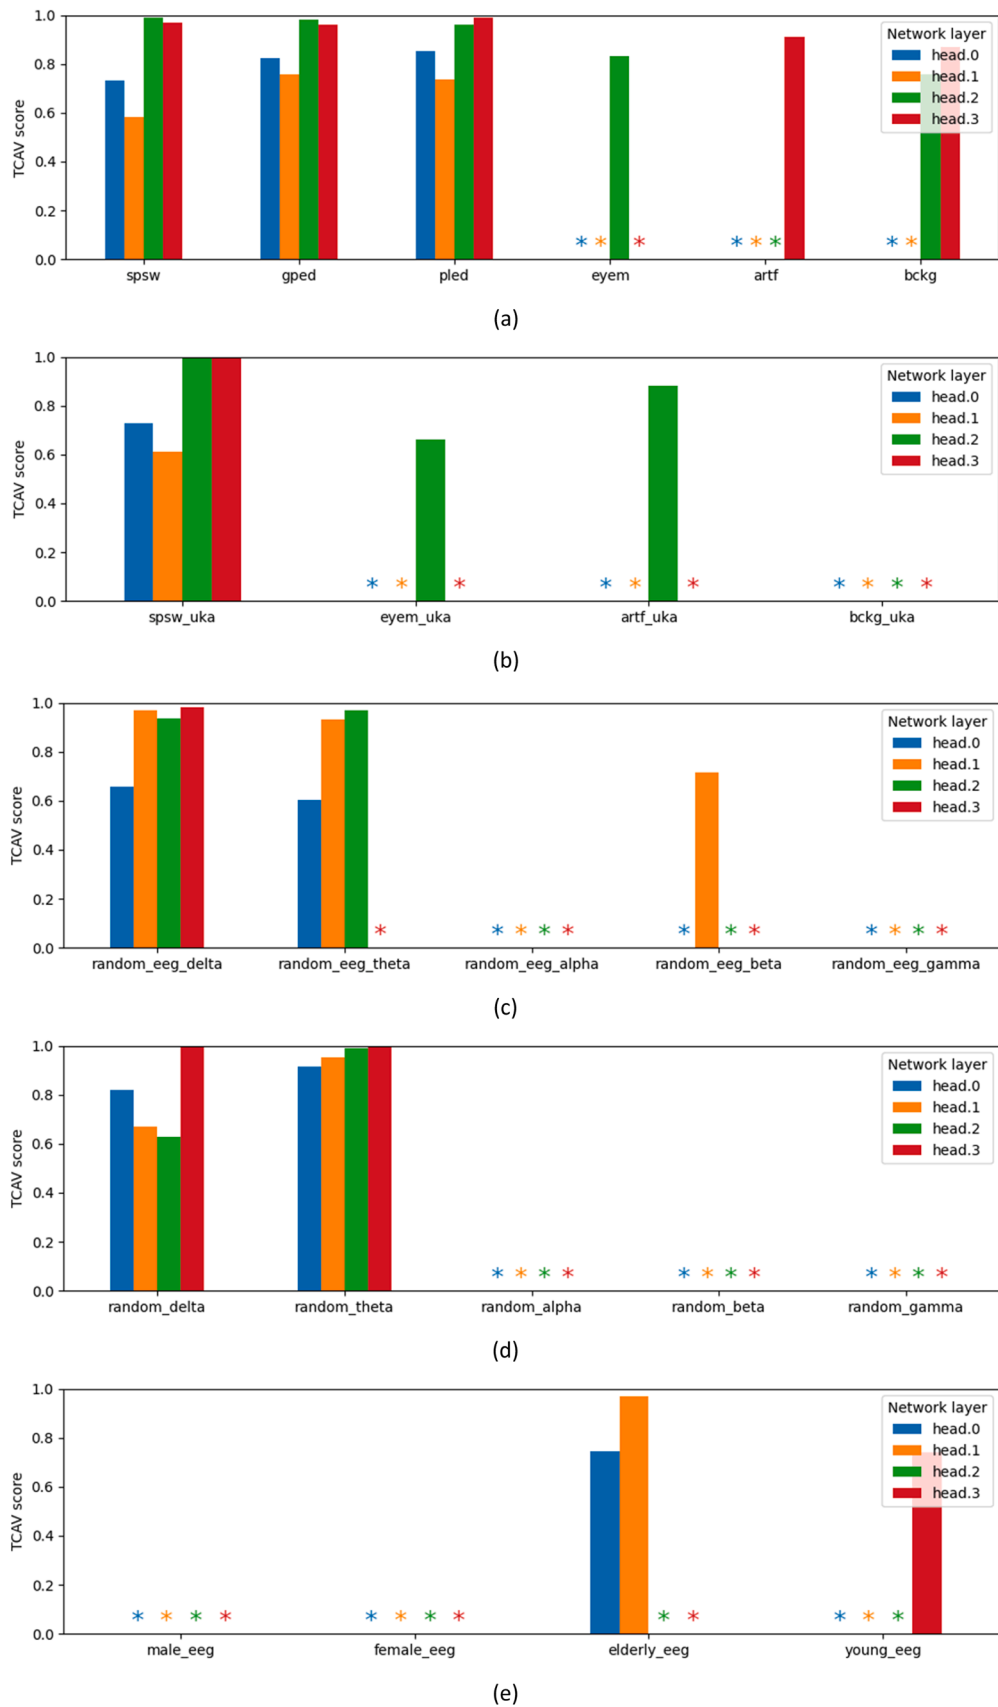 1.0
0.8
0.6
0.4
0.2
0.0
TCAV score
Network layer
head.0
head.1
head.2
head.3
* * * * * * * *
spsw gped pled eyem artf bckg
(a)
1.0
0.8
0.6
0.4
0.2
0.0
TCAV score
Network layer
head.0
head.1
head.2
head.3
* * * * * * * * * *
spsw_uka eyem_uka artf_uka bckg_uka
(b)
1.0
0.8
0.6
0.4
0.2
0.0
TCAV score
Network layer
head.0
head.1
head.2
head.3
* * * * * * * * * * * *
random_eeg_delta random_eeg_theta random_eeg_alpha random_eeg_beta random_eeg_gamma
(c)
1.0
0.8
0.6
0.4
0.2
0.0
TCAV score
Network layer
head.0
head.1
head.2
head.3
* * * * * * * * * * * *
random_delta random_theta random_alpha random_beta random_gamma
(d)
1.0
0.8
0.6
0.4
0.2
0.0
TCAV score
Network layer
head.0
head.1
head.2
head.3
* * * * * * * * * * * * *
male_eeg female_eeg elderly_eeg young_eeg
(e)